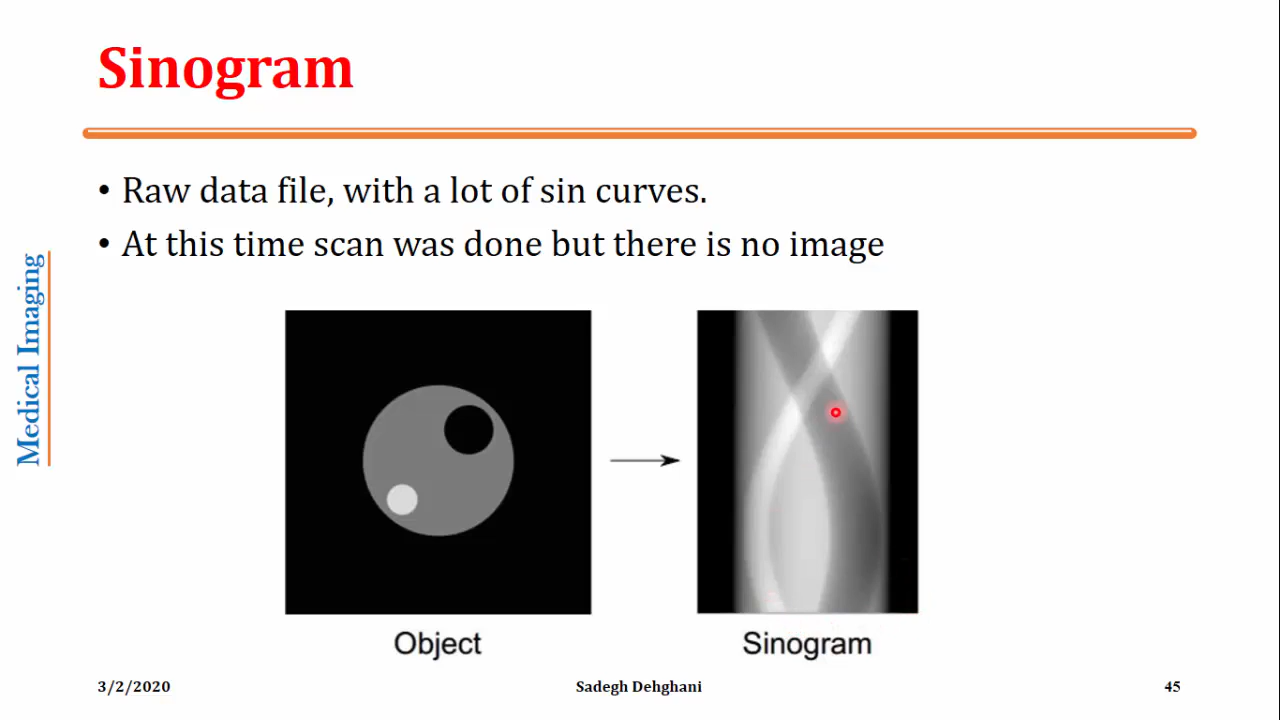 Sinogram
• Raw data file, with a lot of sin curves.
• At this time scan was done but there is no image
Medical Imaging
Object
Sinogram
3/2/2020
Sadegh Dehghani
45